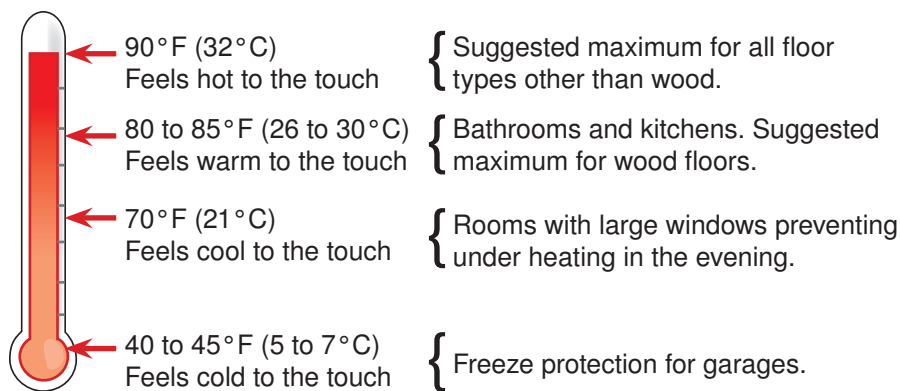 90°F (32°C)
Feels hot to the touch
{ Suggested maximum for all floor
types other than wood.
80 to 85°F (26 to 30°C)
Feels warm to the touch
{ Bathrooms and kitchens. Suggested
maximum for wood floors.
70°F (21°C)
Feels cool to the touch
{ Rooms with large windows preventing
under heating in the evening.
40 to 45°F (5 to 7°C)
Feels cold to the touch
{ Freeze protection for garages.